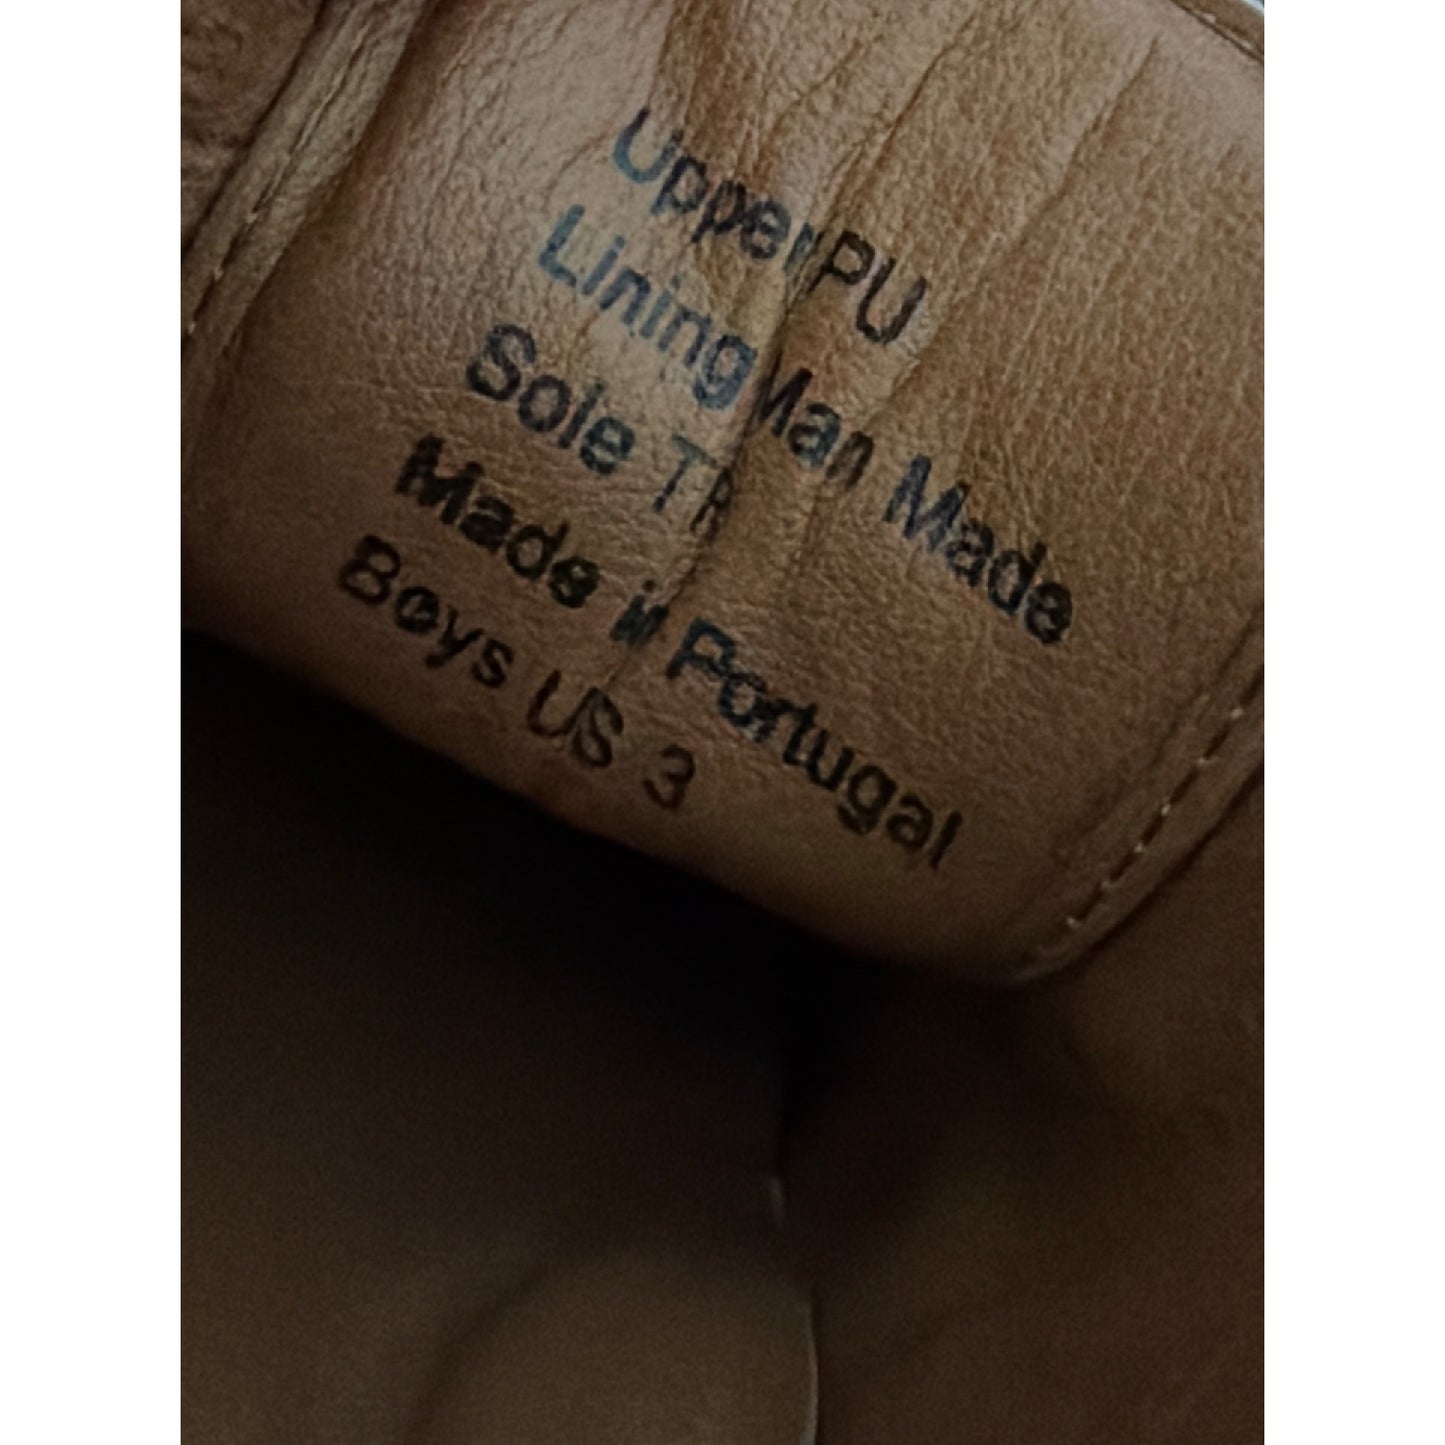 Upper PU
Lining Man Made
Sole TR
Made in Portugal
Boys US 3